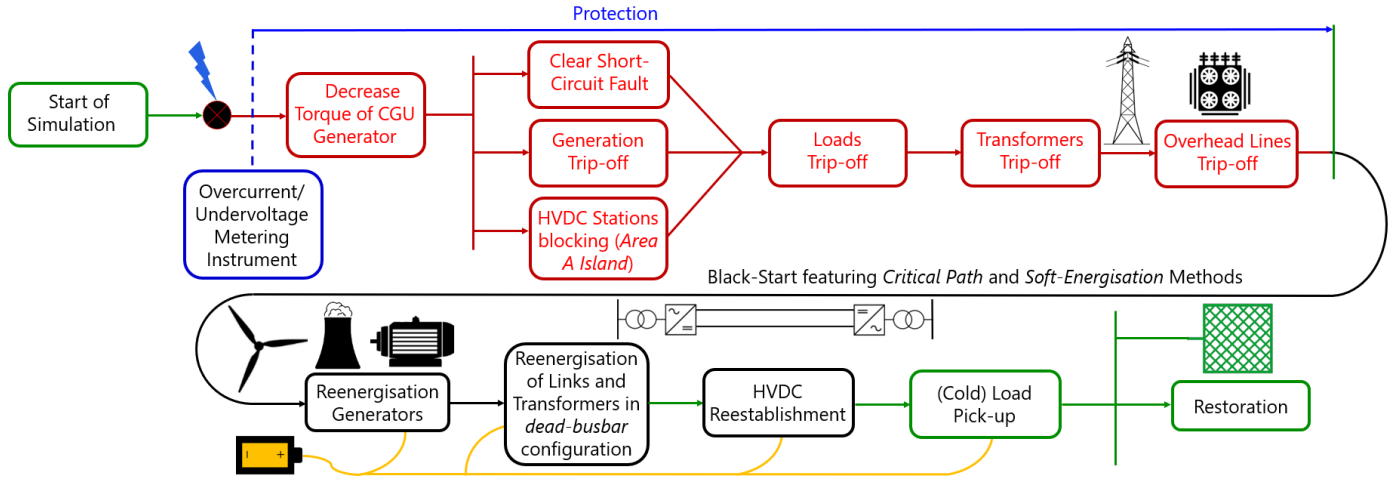 Protection
Start of
Simulation
Decrease
Torque of CGU
Generator
Clear Short-
Circuit Fault
Generation
Trip-off
HVDC Stations
blocking (Area
A Island)
Loads
Trip-off
Transformers
Trip-off
Overhead Lines
Trip-off
Overcurrent/
Undervoltage
Metering
Instrument
Black-Start featuring Critical Path and Soft-Energisation Methods
Reenergisation
Generators
Reenergisation
of Links and
Transformers in
dead-busbar
configuration
HVDC
Reestablishment
(Cold) Load
Pick-up
Restoration